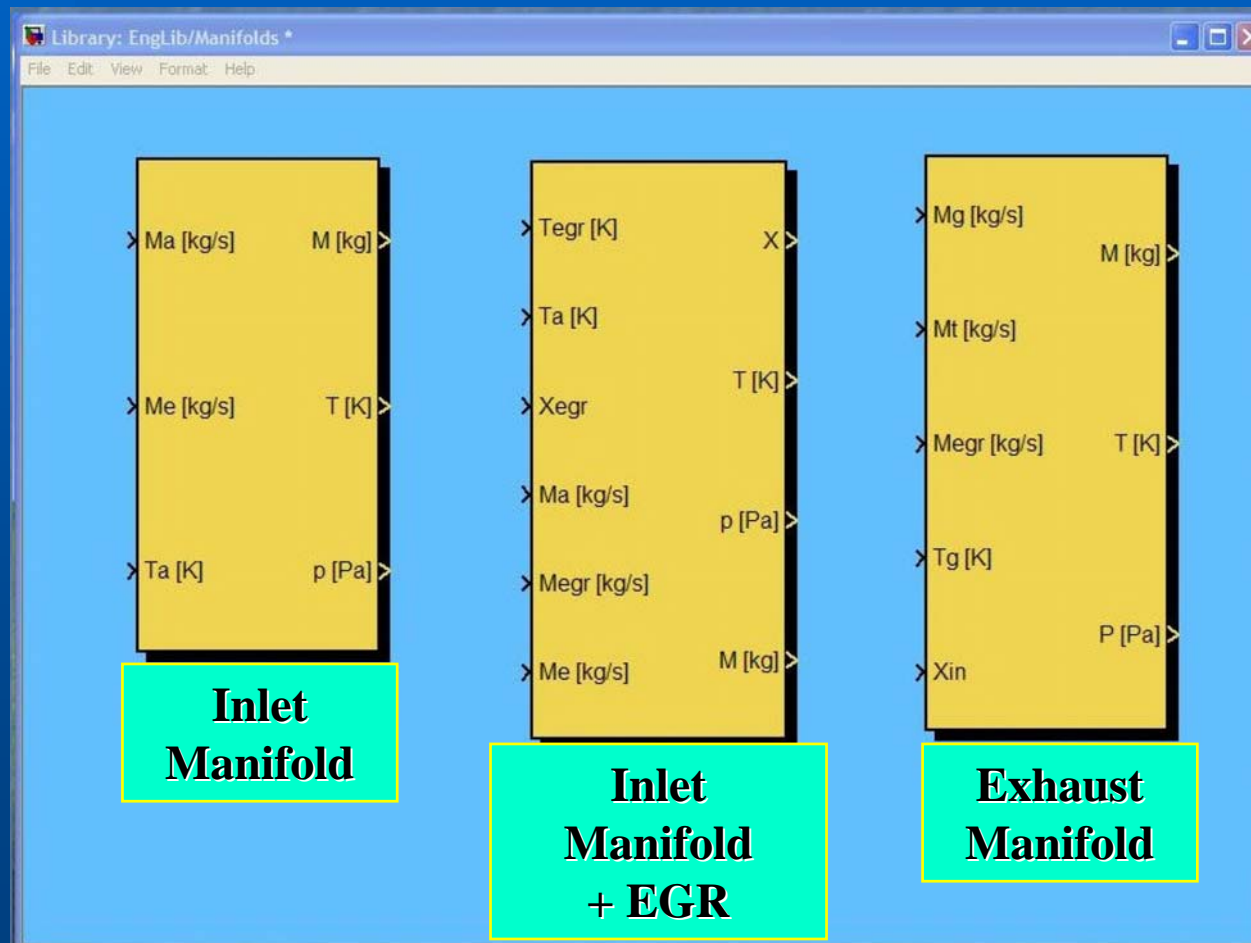 Library: EngLib/Manifolds *
File Edit View Format Help
Ma [kg/s]
Me [kg/s]
Ta [K]
M [kg]
T [K]
p [Pa]
Inlet
Manifold
Tegr [K]
Ta [K]
Xegr
Ma [kg/s]
Megr [kg/s]
Me [kg/s]
X
T [K]
p [Pa]
M [kg]
Inlet
Manifold
+ EGR
Mg [kg/s]
Mt [kg/s]
Megr [kg/s]
Tg [K]
Xin
M [kg]
T [K]
P [Pa]
Exhaust
Manifold